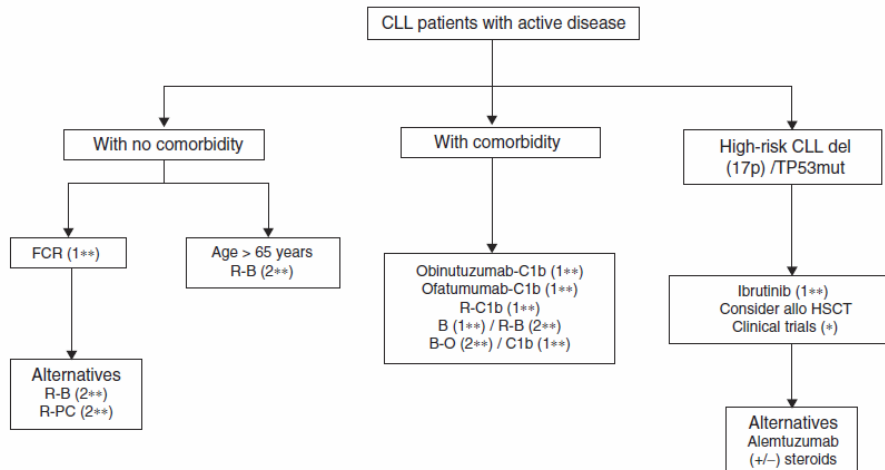 CLL patients with active disease
With no comorbidity
With comorbidity
High-risk CLL del
(17p) /TP53mut
FCR (1**)
Age > 65 years
R-B (2**)
Obinutuzumab-C1b (1**)
Ofatumumab-C1b (1**)
R-C1b (1**)
B (1**) / R-B (2**)
B-O (2**) / C1b (1**)
Ibrutinib (1**)
Consider allo HSCT
Clinical trials (*)
Alternatives
R-B (2**)
R-PC (2**)
Alternatives
Alemtuzumab
(+/−) steroids